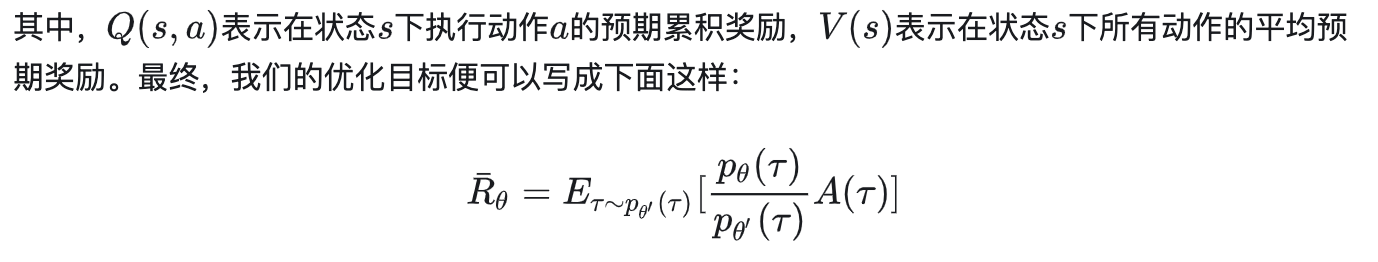 其中，Q(s, a)表示在状态s下执行动作a的预期累积奖励，V(s)表示在状态s下所有动作的平均预
期奖励。最终，我们的优化目标便可以写成下面这样：
$\bar{R}_\theta = E_{\tau \sim p_{\theta'}(\tau)}[\frac{p_\theta(\tau)}{p_{\theta'}(\tau)}A(\tau)]$